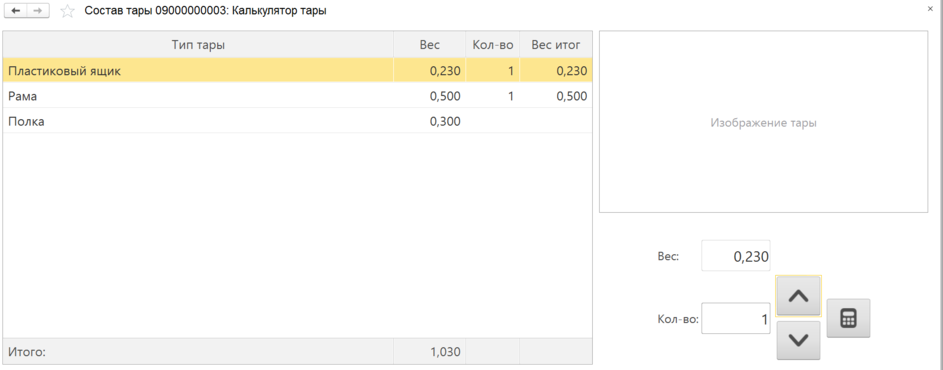 Состав тары 09000000003: Калькулятор тары
Тип тары Вес Кол-во Вес итог
Пластиковый ящик 0,230 1 0,230
Рама 0,500 1 0,500
Полка 0,300
Изображение тары
Вес: 0,230
Кол-во: 1
Итого: 1,030